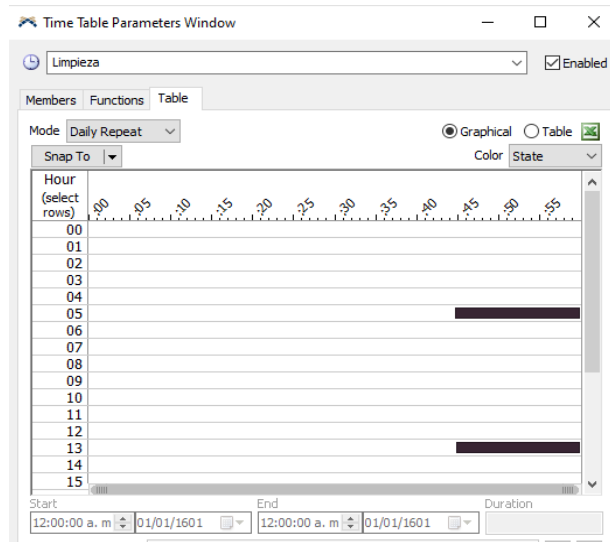 Time Table Parameters Window
Limpieza Enabled
Members Functions Table
Mode Daily Repeat Graphical Table
Snap To Color State
Hour
(select
rows) :00 :05 :10 :15 :20 :25 :30 :35 :40 :45 :50 :55
00
01
02
03
04
05
06
07
08
09
10
11
12
13
14
15
Start End Duration
12:00:00 a. m 01/01/1601 12:00:00 a. m 01/01/1601